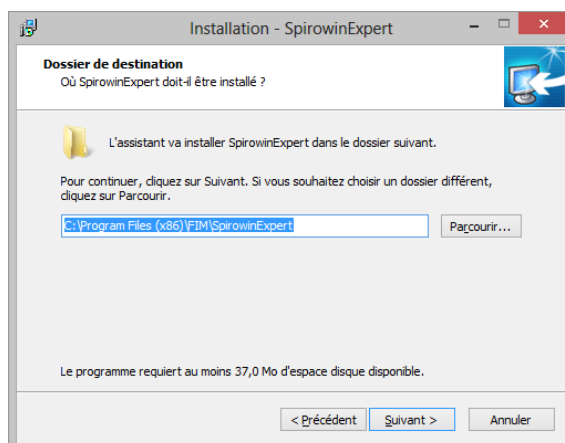 Installation - SpirowinExpert
Dossier de destination
Où SpirowinExpert doit-il être installé ?
L'assistant va installer SpirowinExpert dans le dossier suivant.
Pour continuer, cliquez sur Suivant. Si vous souhaitez choisir un dossier différent,
cliquez sur Parcourir.
C:\Program Files (x86)\FIM\SpirowinExpert
Parcourir...
Le programme requiert au moins 37,0 Mo d'espace disque disponible.
< Précédent
Suivant >
Annuler